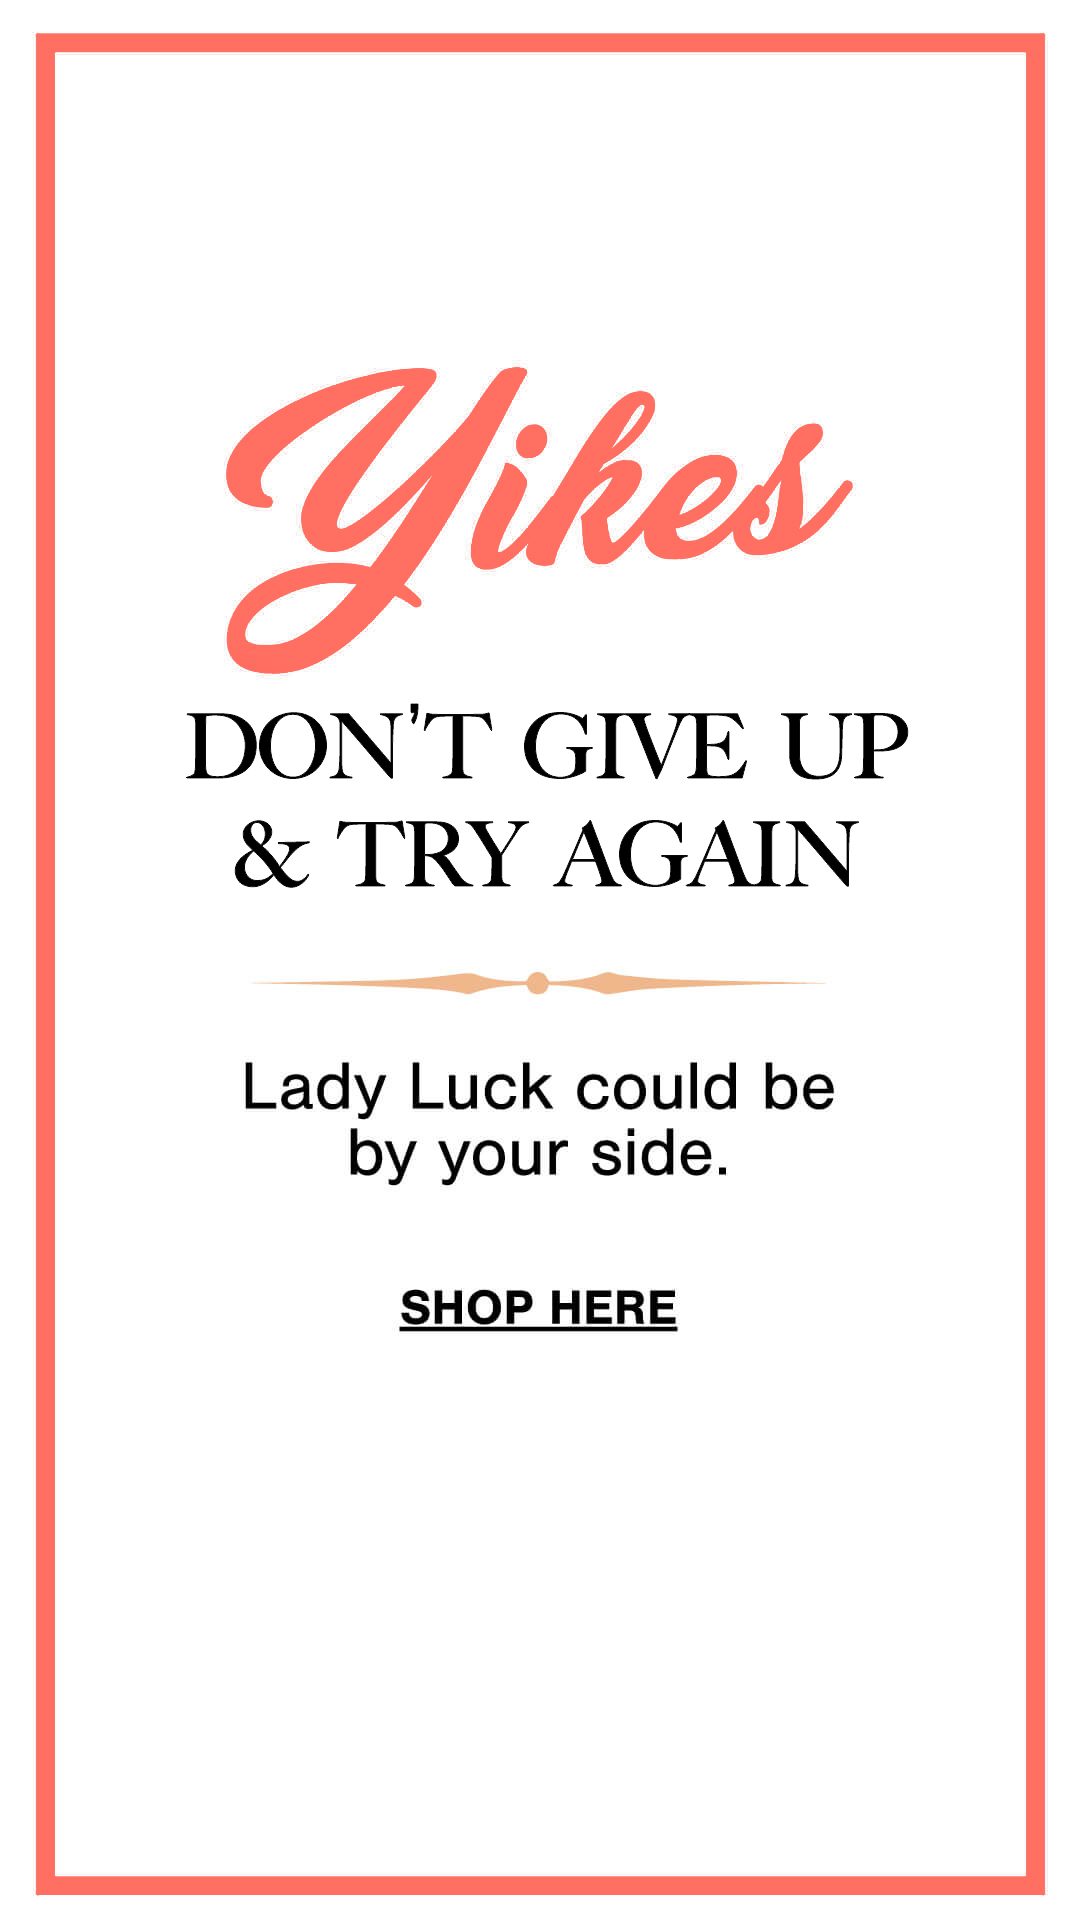 Yikes
DON'T GIVE UP
& TRY AGAIN
Lady Luck could be
by your side.
SHOP HERE